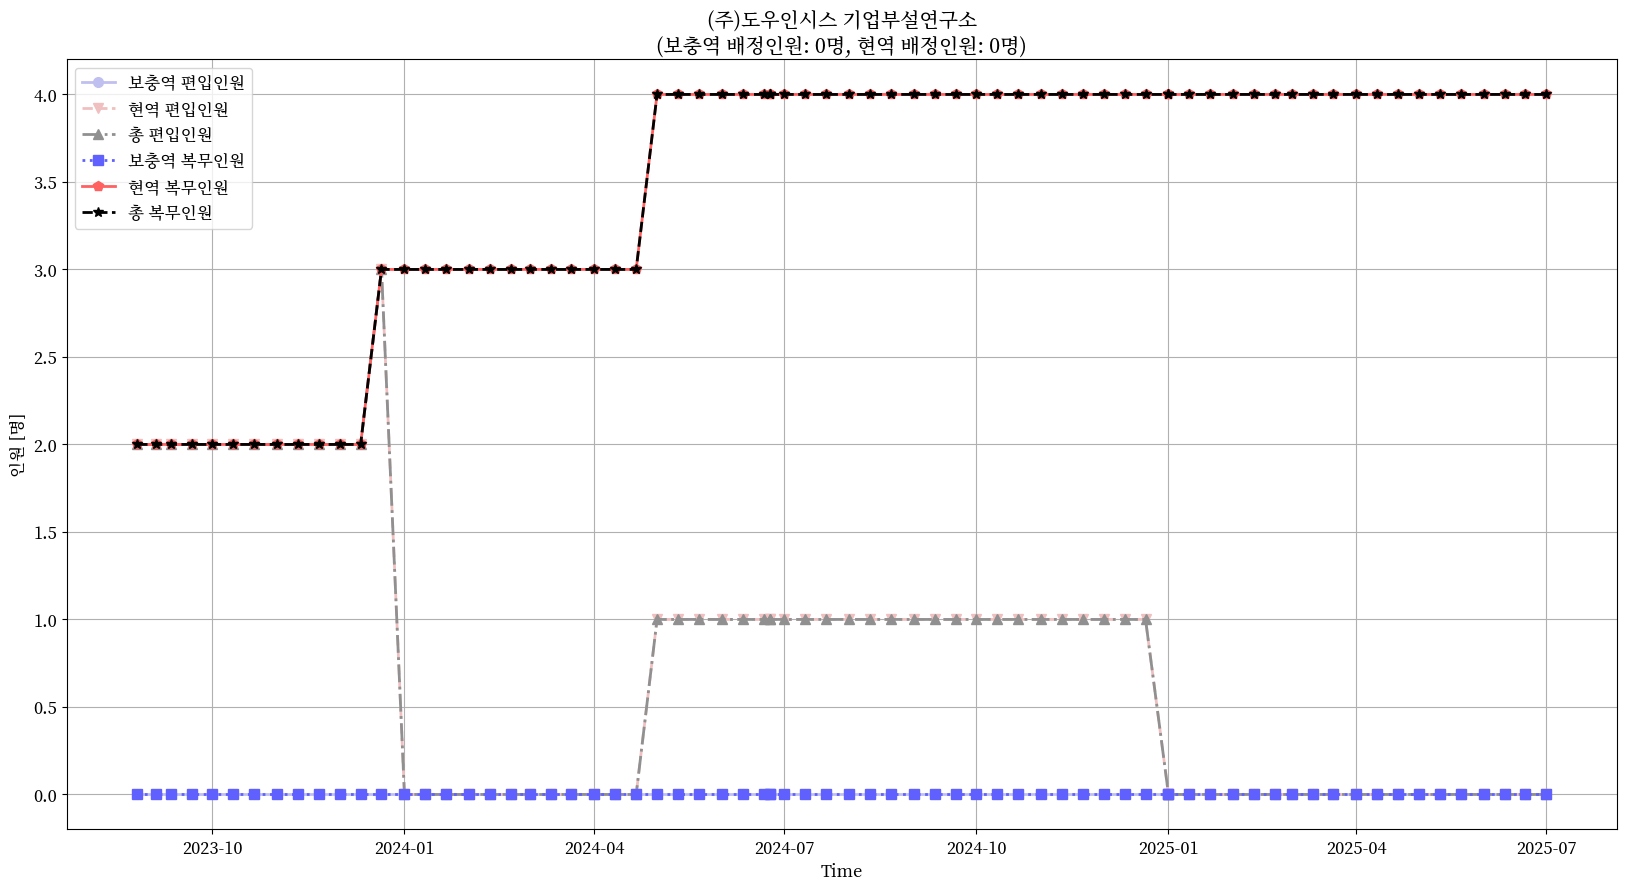 (주)도우인시스 기업부설연구소
(보충역 배정인원: 0명, 현역 배정인원: 0명)
보충역 편입인원
현역 편입인원
총 편입인원
보충역 복무인원
현역 복무인원
총 복무인원
인원 [명]
4.0
3.5
3.0
2.5
2.0
1.5
1.0
0.5
0.0
2023-10
2024-01
2024-04
2024-07
2024-10
2025-01
2025-04
2025-07
Time